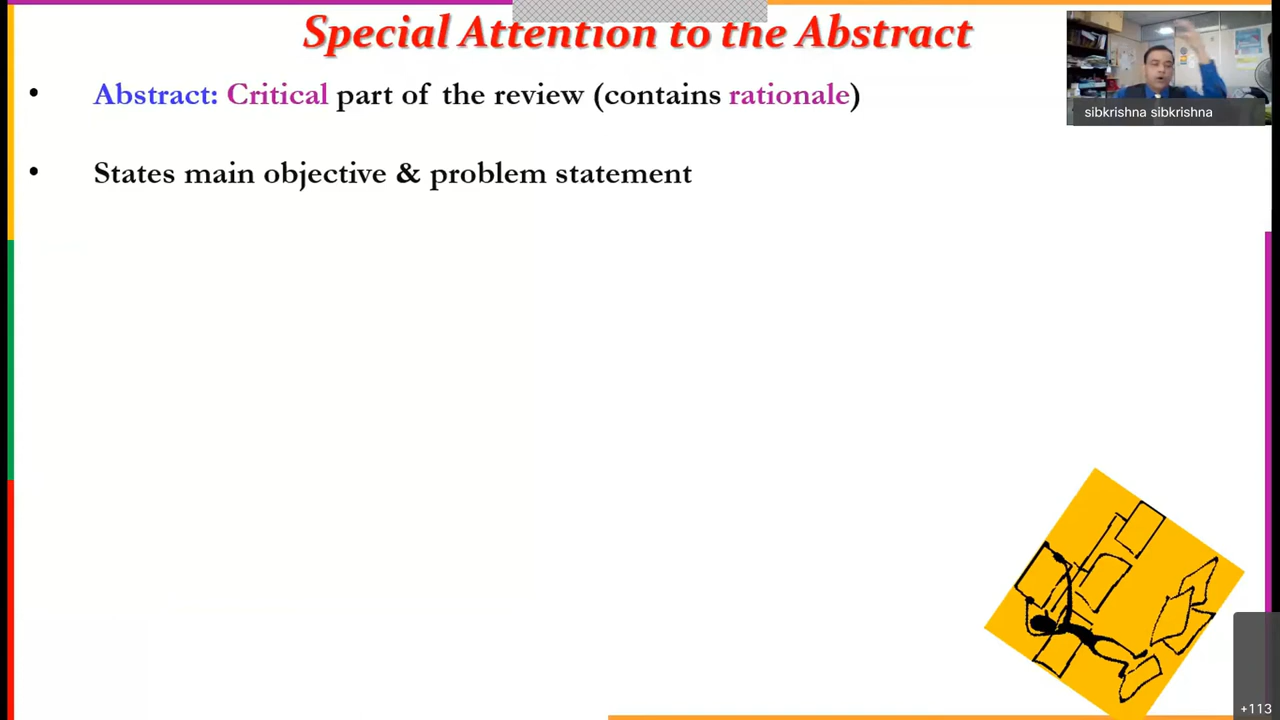 Special Attention to the Abstract
• Abstract: Critical part of the review (contains rationale)
• States main objective & problem statement
sibkrishna sibkrishna
+113